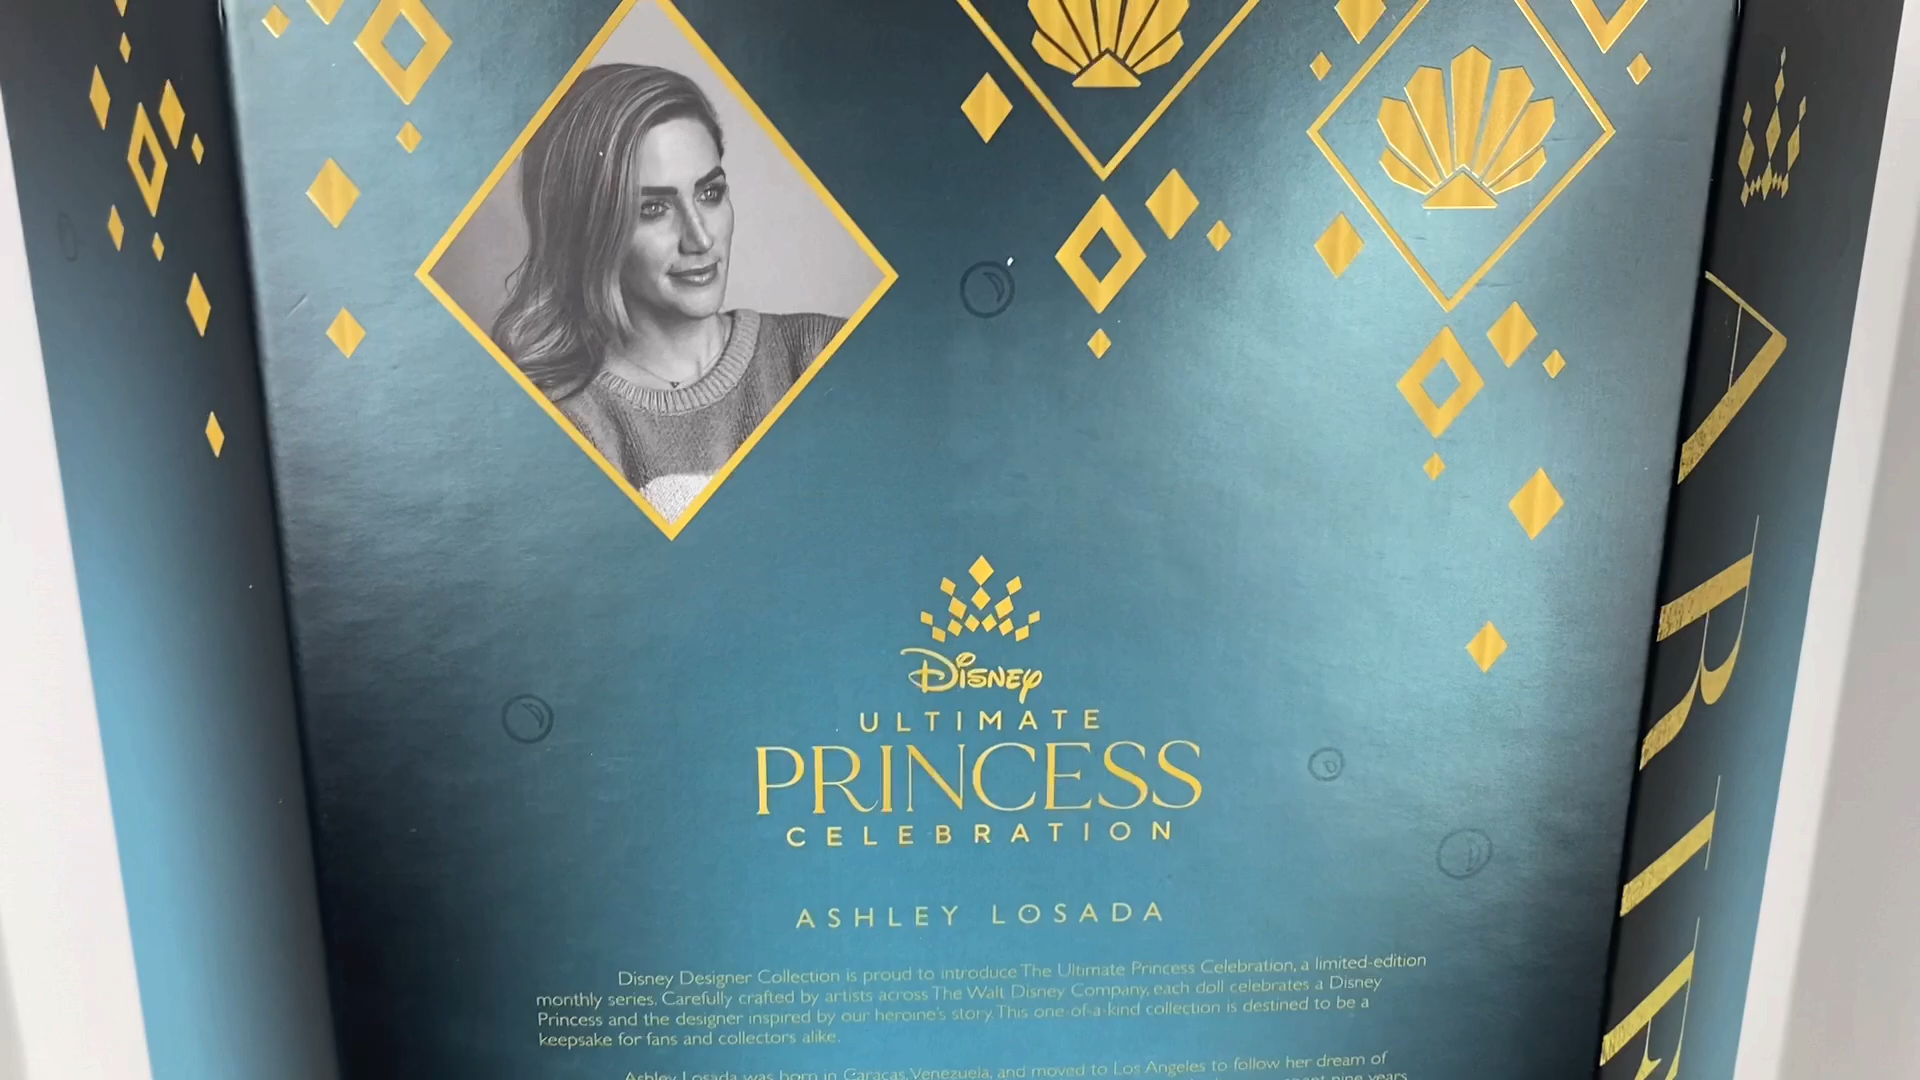 DISNEY
ULTIMATE
PRINCESS
CELEBRATION
ASHLEY LOSADA
Disney Designer Collection is proud to introduce The Ultimate Princess Celebration, a limited-edition
monthly series. Carefully crafted by artists across The Walt Disney Company, each doll celebrates a Disney
Princess and the designer inspired by our heroine's story. This one-of-a-kind collection is destined to be a
keepsake for fans and collectors alike.
Ashley Losada was born in Caracas, Venezuela, and moved to Los Angeles to follow her dream of
nine years
ARIE